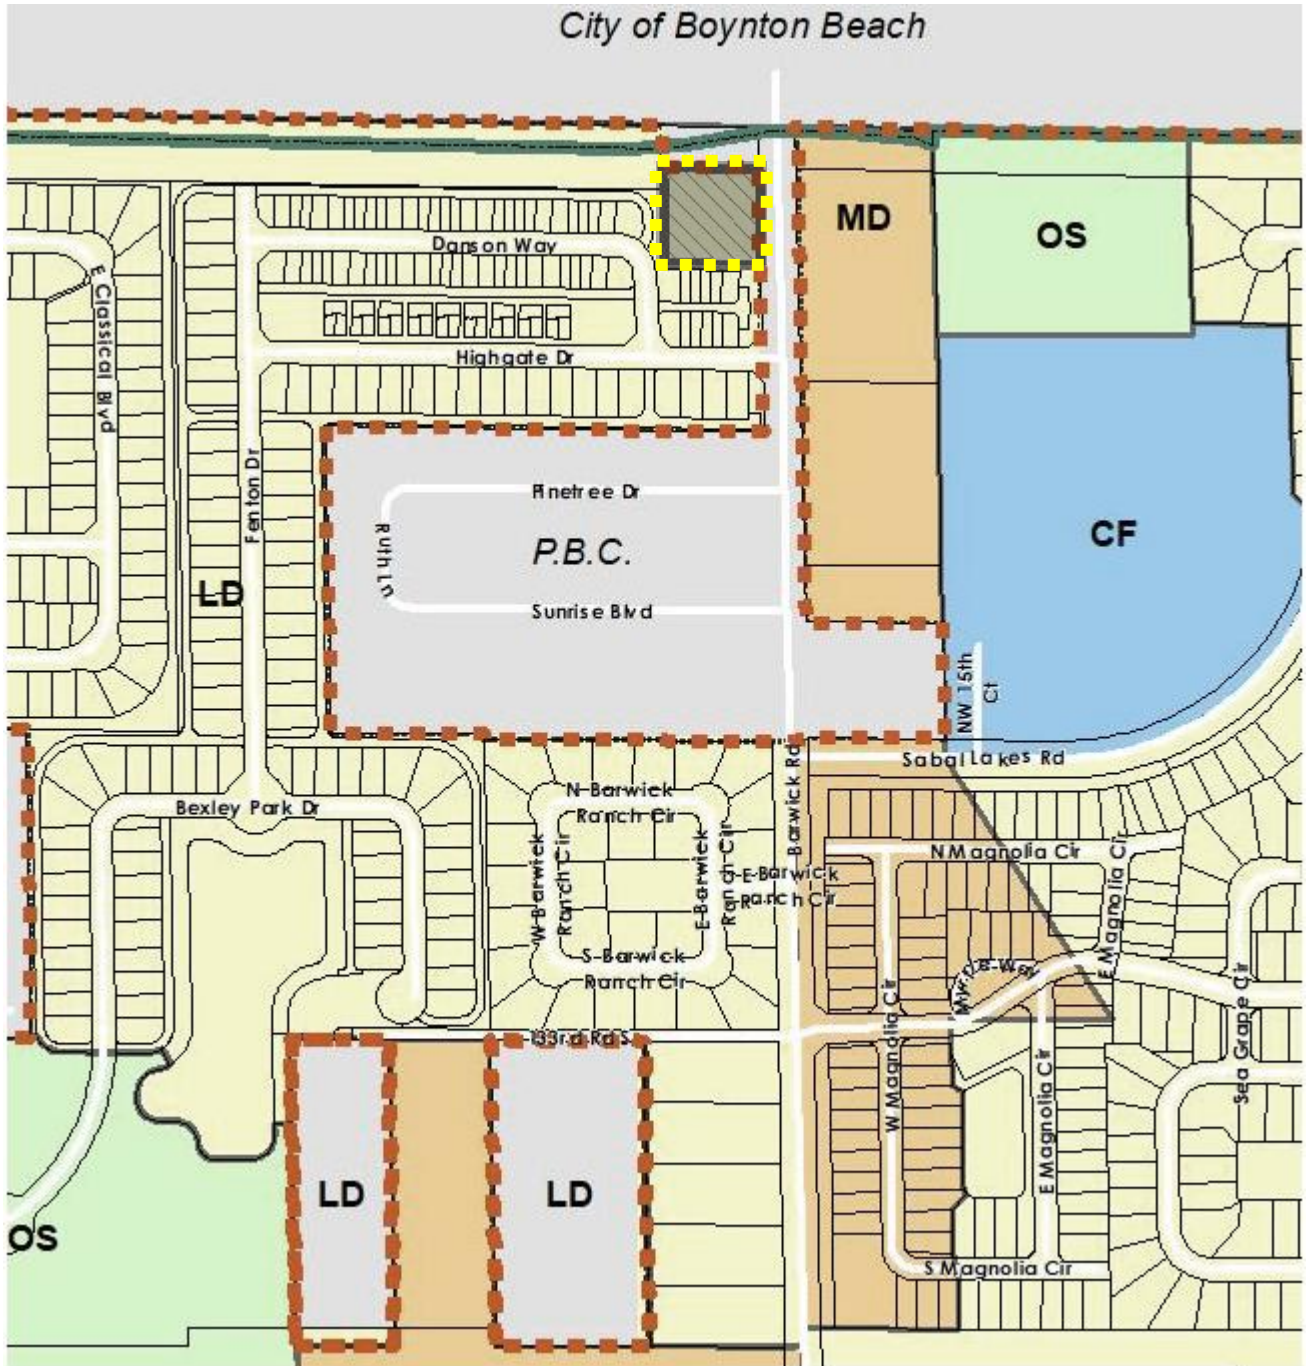 City of Boynton Beach
MD
OS
Danson Way
E Classical Blvd
Highgate Dr
Fenton Dr
Pinetree Dr
CF
Ruth Ln
P.B.C.
LD
Sunrise Blvd
NW 15th
Ct
Sabal Lakes Rd
Barwick Rd
N Barwick
Ranch Cir
Bexley Park Dr
W Barwick
Ranch Cir
E Barwick
Ranch Cir
E Barwick
Ranch Cir
N Magnolia Cir
E Magnolia Cir
S Barwick
Ranch Cir
Myrtle Way
W Magnolia Cir
Sea Grape Cir
133rd Rd S
E Magnolia Cir
LD
LD
OS
S Magnolia Cir